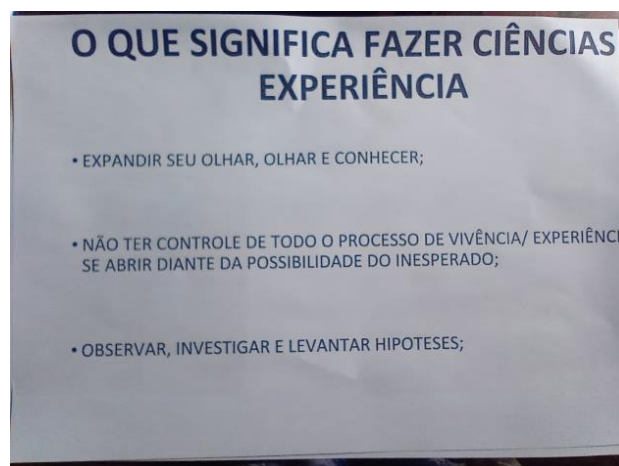 O QUE SIGNIFICA FAZER CIÊNCIAS
EXPERIÊNCIA
• EXPANDIR SEU OLHAR, OLHAR E CONHECER;
• NÃO TER CONTROLE DE TODO O PROCESSO DE VIVÊNCIA/
SE ABRIR DIANTE DA POSSIBILIDADE DO INESPERADO;
• OBSERVAR, INVESTIGAR E LEVANTAR HIPOTESES;